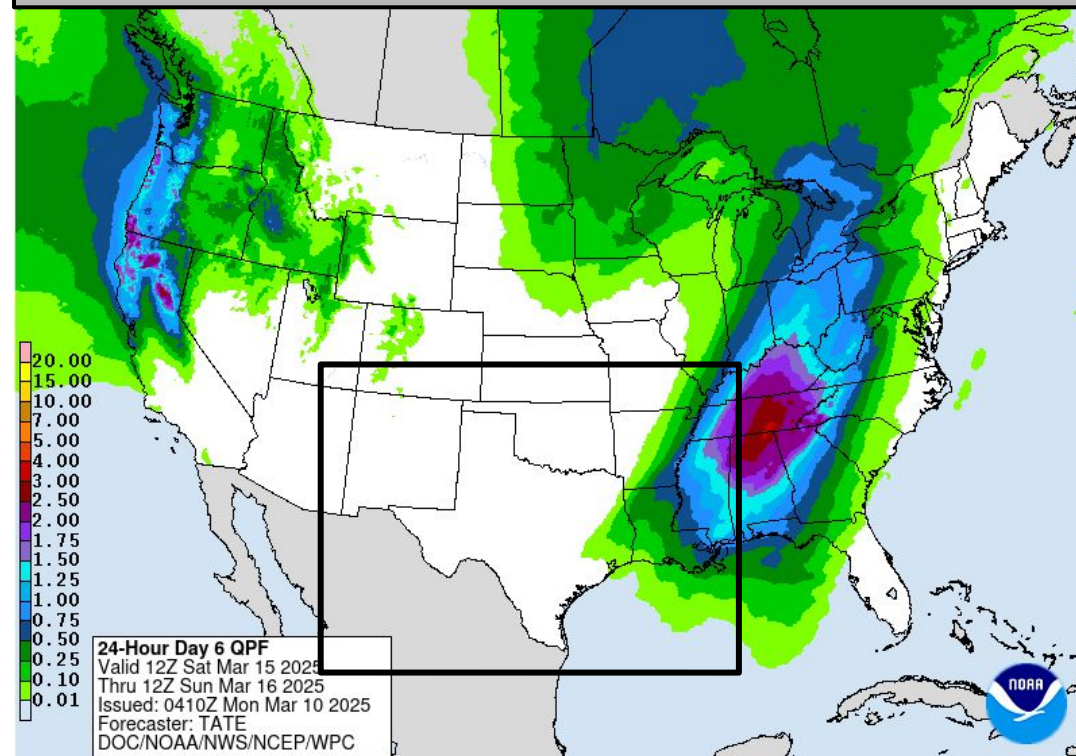 20.00
15.00
10.00
7.00
5.00
4.00
3.00
2.50
2.00
1.75
1.50
1.25
1.00
0.75
0.50
0.25
0.10
0.01
24-Hour Day 6 QPF
Valid 12Z Sat Mar 15 2025
Thru 12Z Sun Mar 16 2025
Issued: 0410Z Mon Mar 10 2025
Forecaster: TATE
DOC/NOAA/NWS/NCEP/WPC
NOAA